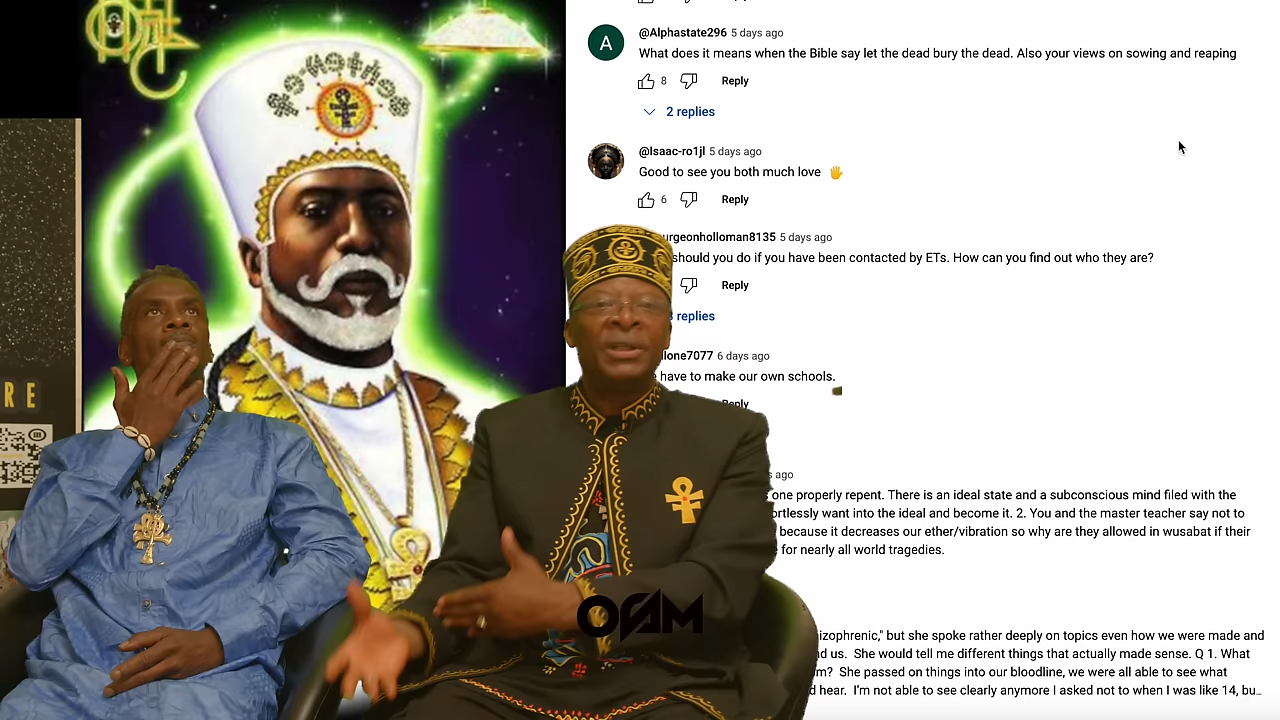 @Alphastate296 5 days ago
What does it means when the Bible say let the dead bury the dead. Also your views on sowing and reaping
8 Reply
2 replies
@Isaac-ro1jl 5 days ago
Good to see you both much love 🖐
6 Reply
urgeonholloman8135 5 days ago
should you do if you have been contacted by ETs. How can you find out who they are?
Reply
replies
lone7077 6 days ago
have to make our own schools.
eply
s ago
one properly repent. There is an ideal state and a subconscious mind filed with the
ortlessly want into the ideal and become it. 2. You and the master teacher say not to
because it decreases our ether/vibration so why are they allowed in wusabat if their
for nearly all world tragedies.
izophrenic," but she spoke rather deeply on topics even how we were made and
nd us. She would tell me different things that actually made sense. Q 1. What
m? She passed on things into our bloodline, we were all able to see what
d hear. I'm not able to see clearly anymore I asked not to when I was like 14, bu...
RE
A